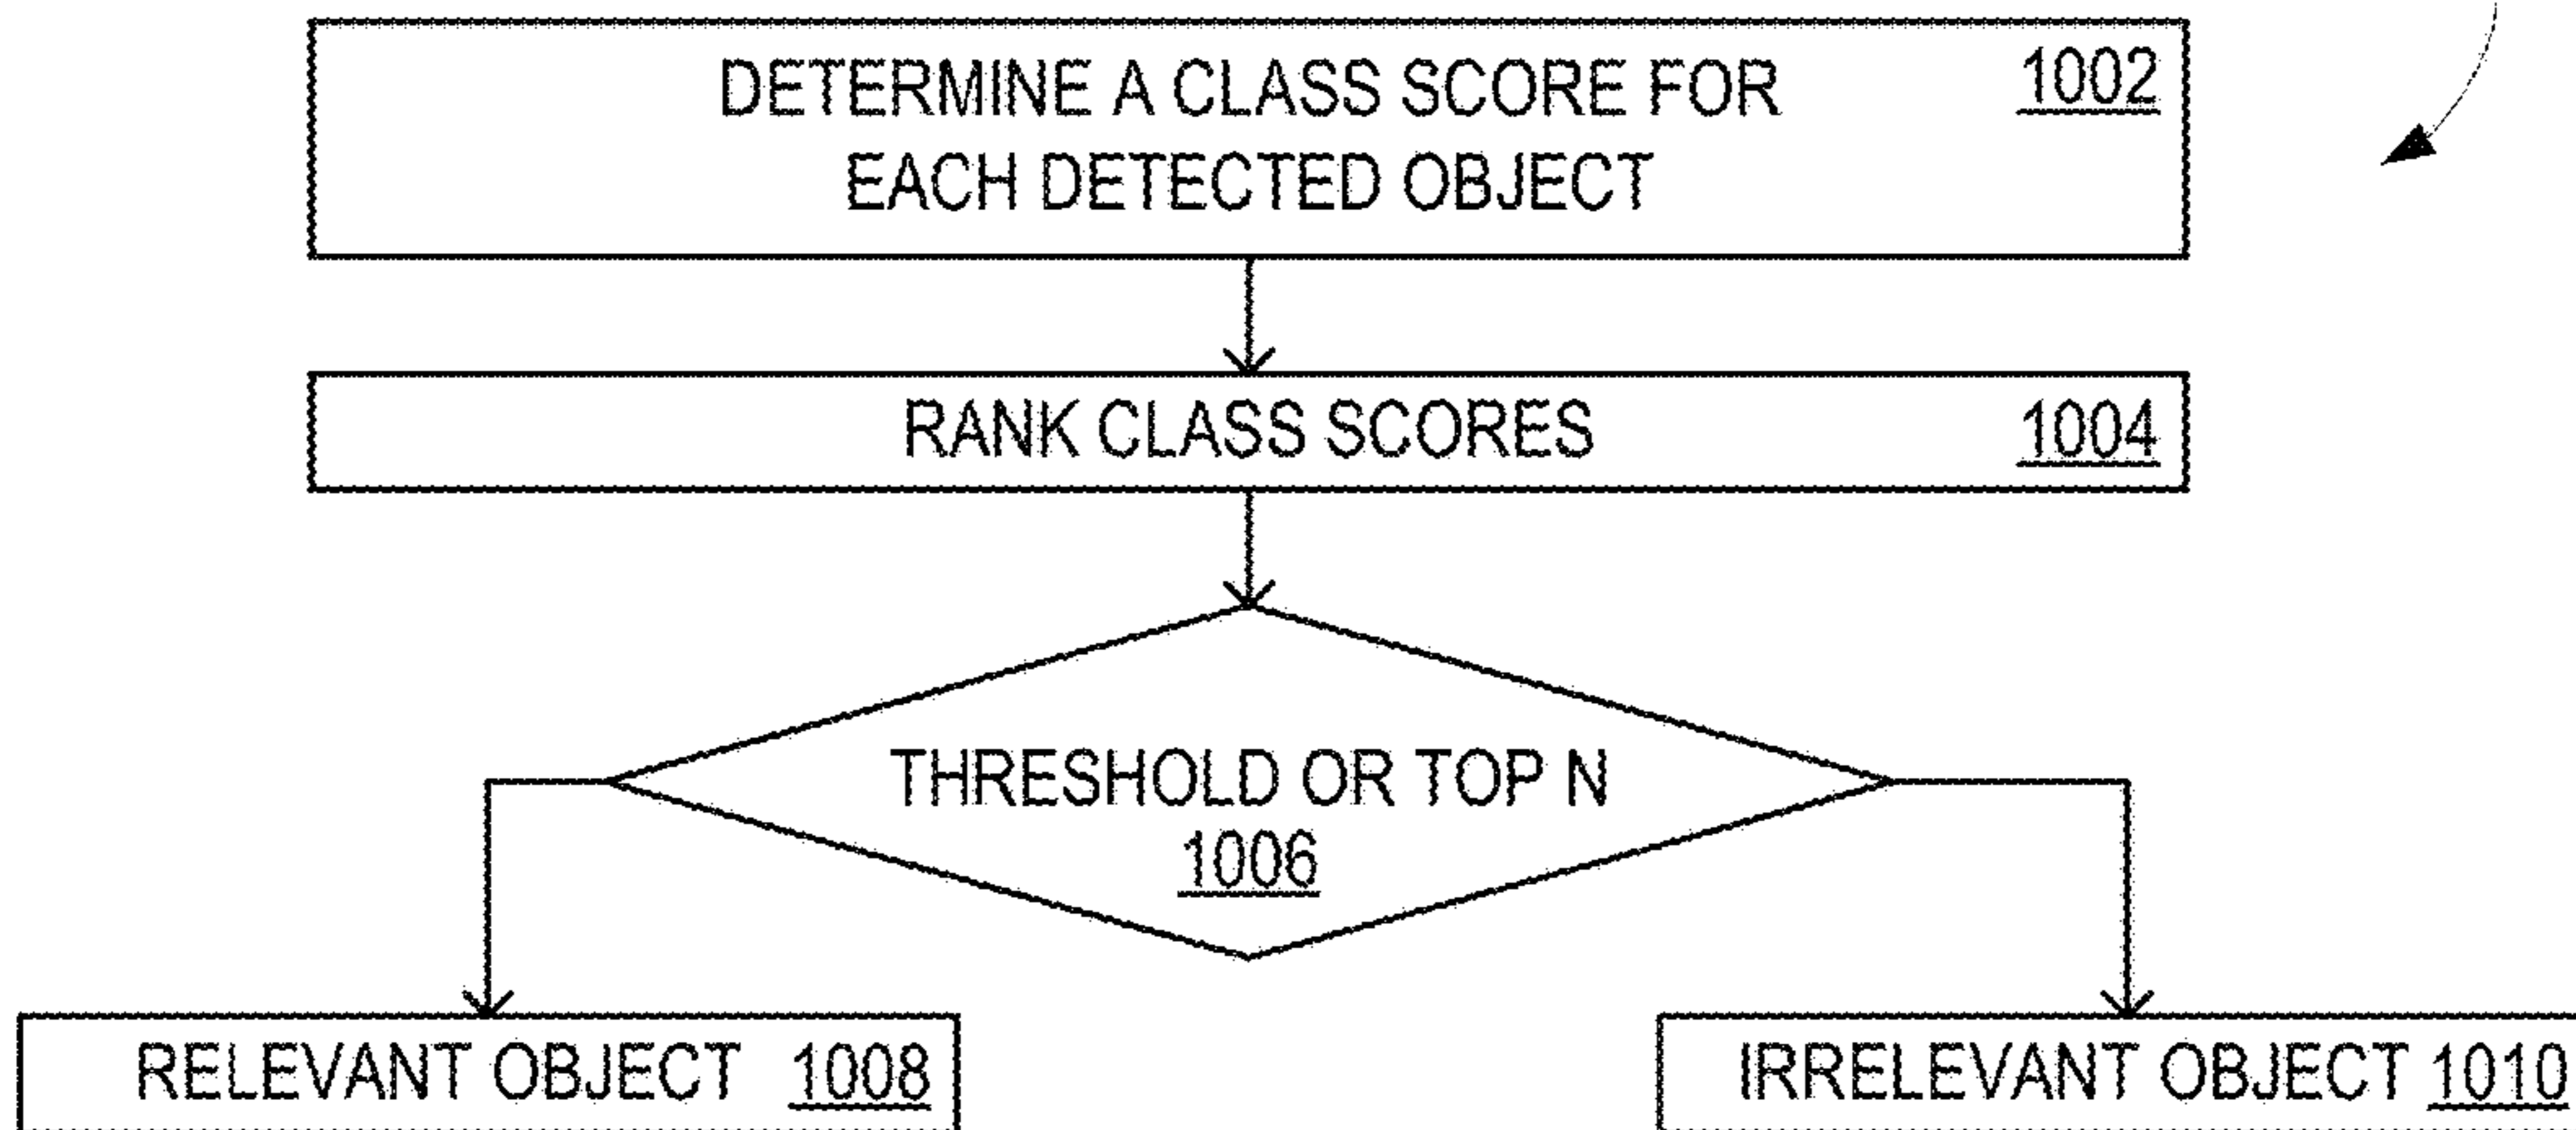 DETERMINE A CLASS SCORE FOR 1002
EACH DETECTED OBJECT
RANK CLASS SCORES 1004
THRESHOLD OR TOP N
1006
RELEVANT OBJECT 1008
IRRELEVANT OBJECT 1010